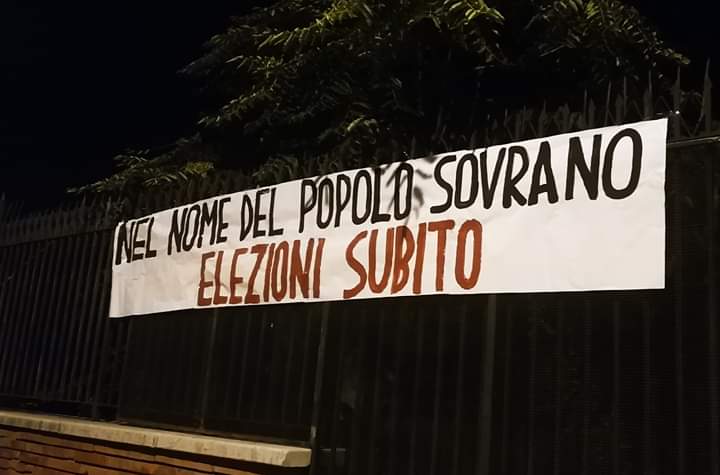 NEL NOME DEL POPOLO SOVRANO
ELEZIONI SUBITO